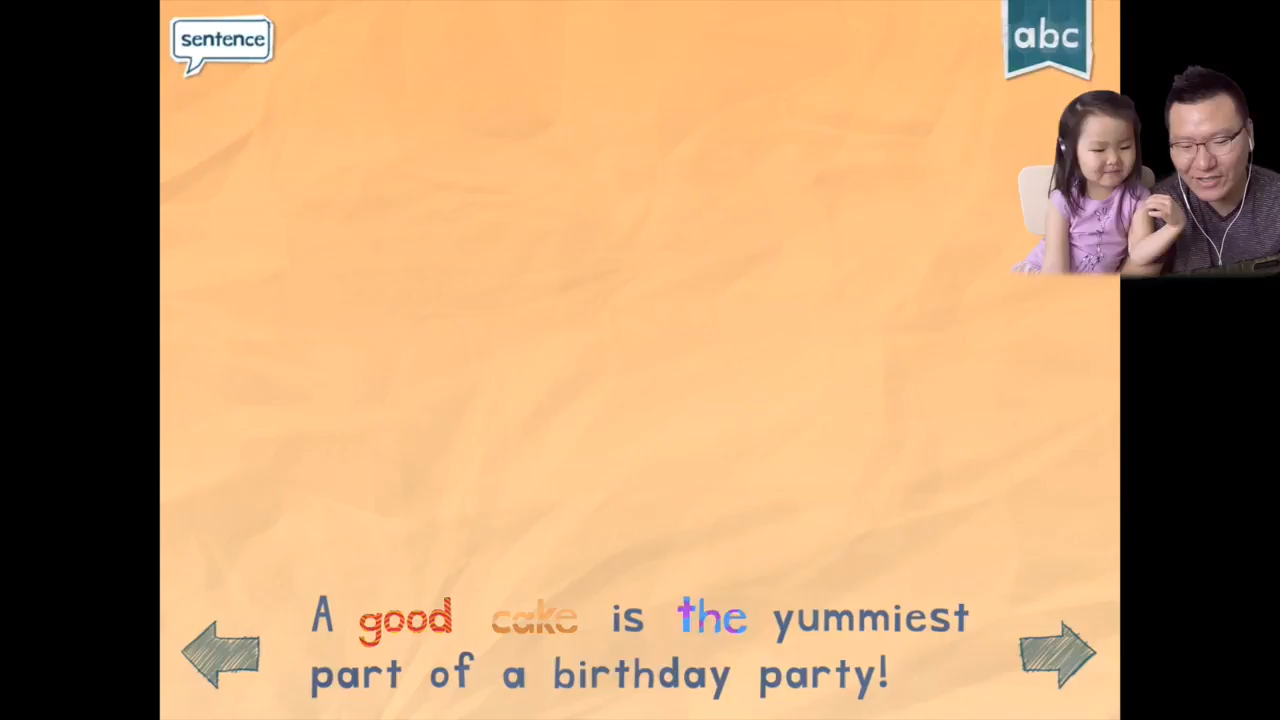 sentence
abc
A good cake is the yummiest
part of a birthday party!